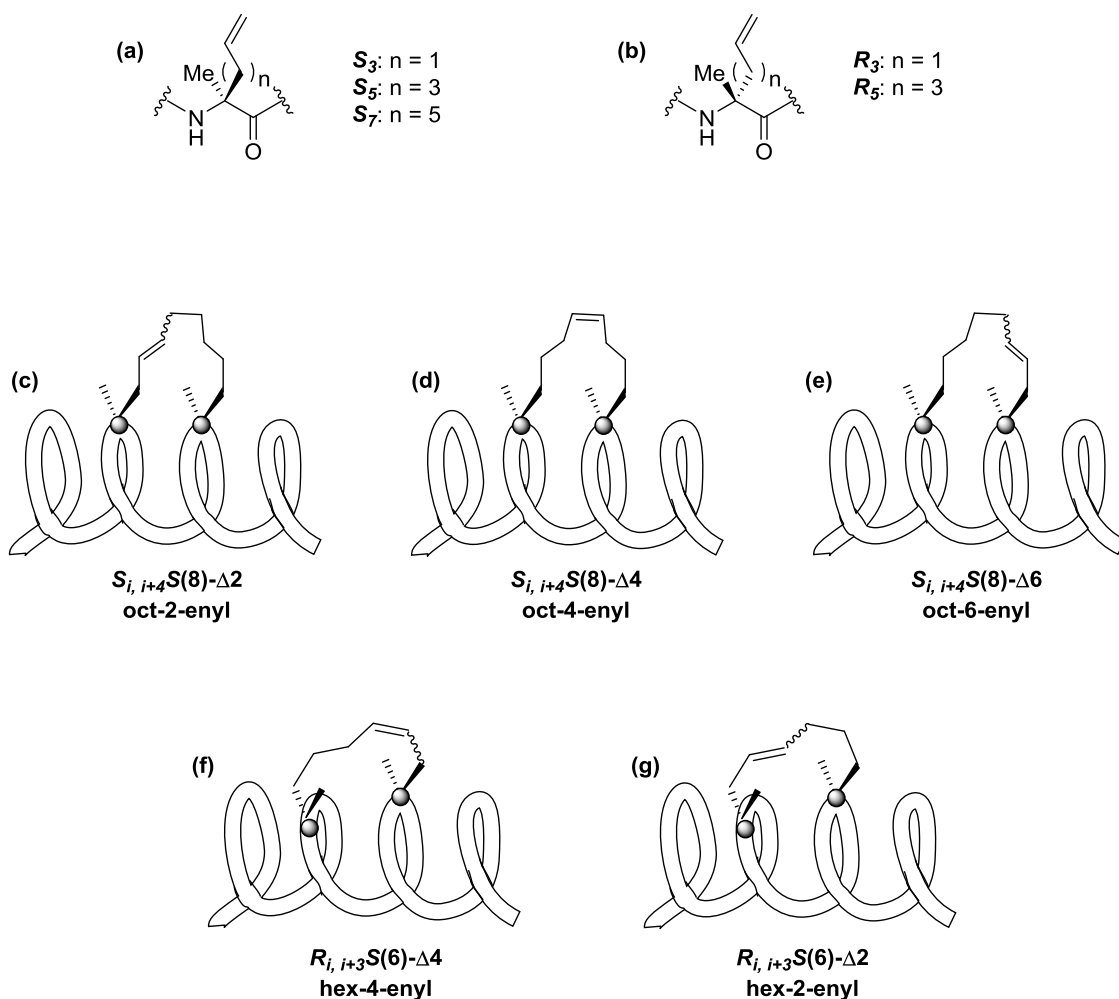 (a)
Me
( )
n
N
H
O
S3: n = 1
S5: n = 3
S7: n = 5
(b)
Me
( )
n
N
H
O
R3: n = 1
R5: n = 3
(c)
Si, i+4S(8)-Δ2
oct-2-enyl
(d)
Si, i+4S(8)-Δ4
oct-4-enyl
(e)
Si, i+4S(8)-Δ6
oct-6-enyl
(f)
Ri, i+3S(6)-Δ4
hex-4-enyl
(g)
Ri, i+3S(6)-Δ2
hex-2-enyl